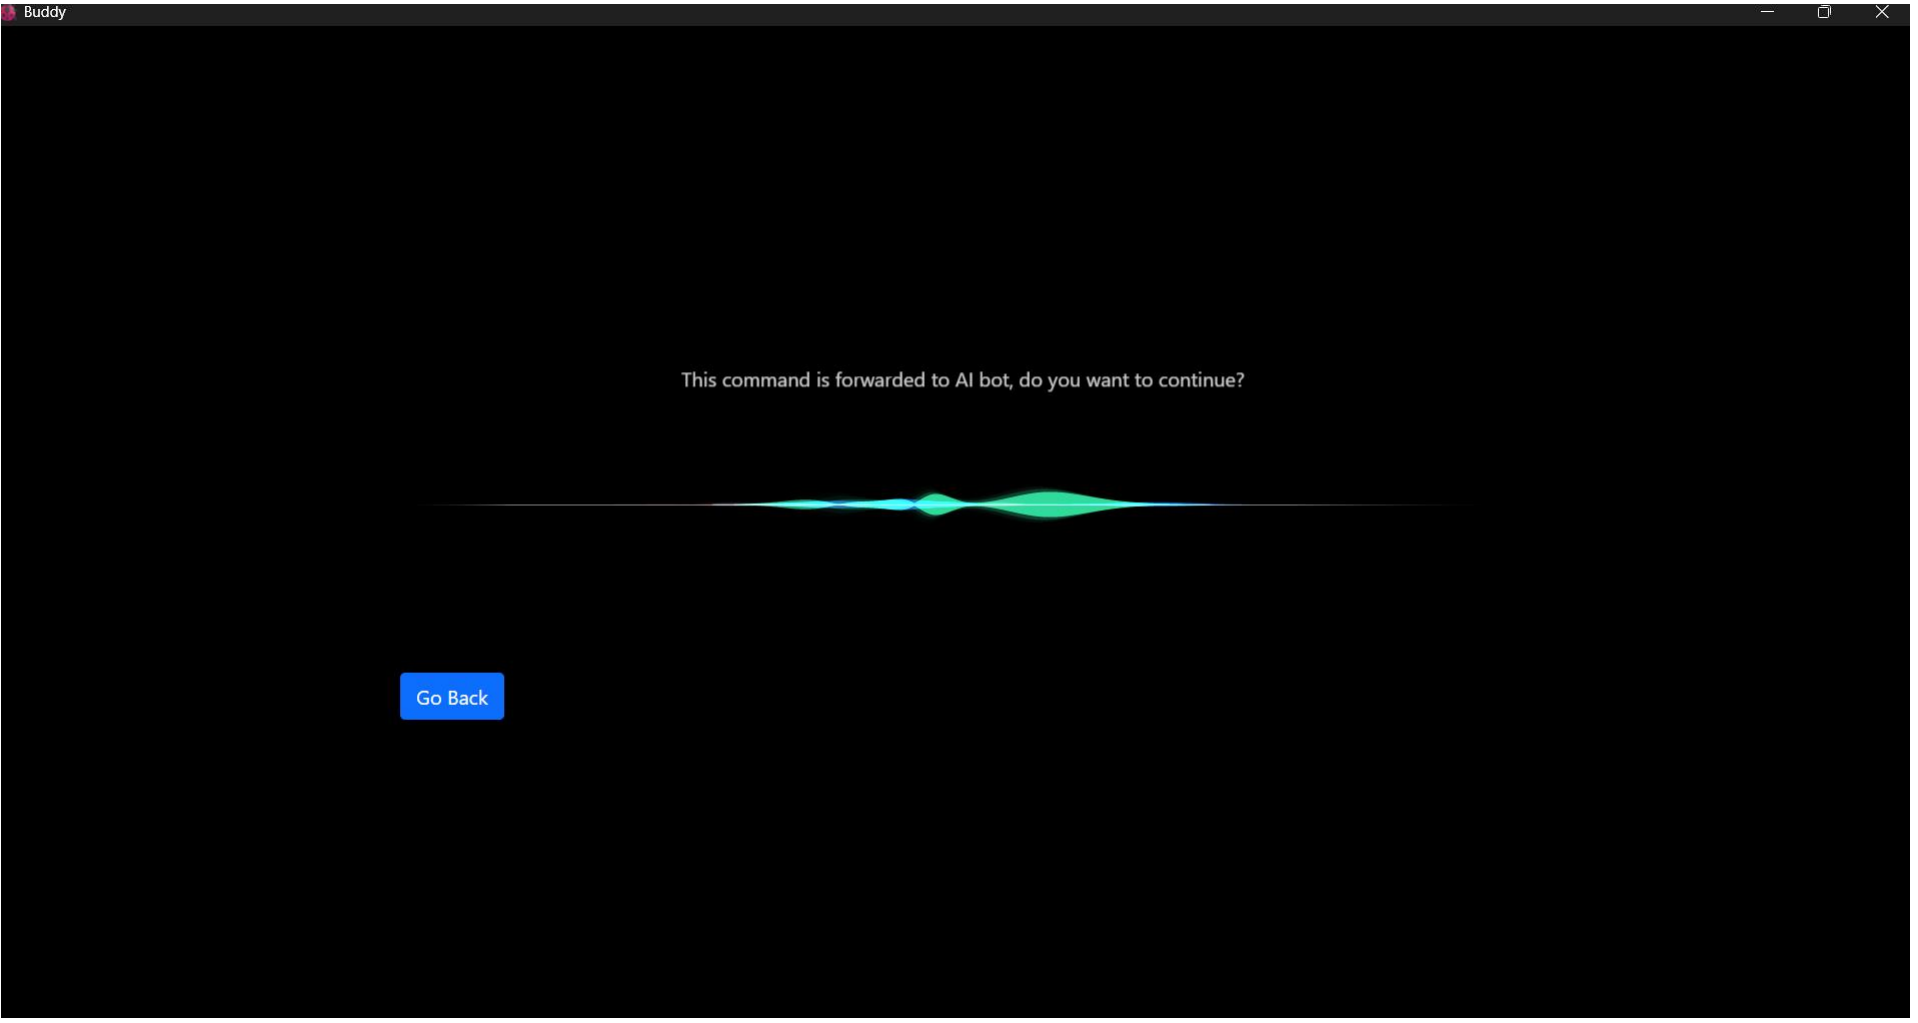 Buddy
This command is forwarded to AI bot, do you want to continue?
Go Back